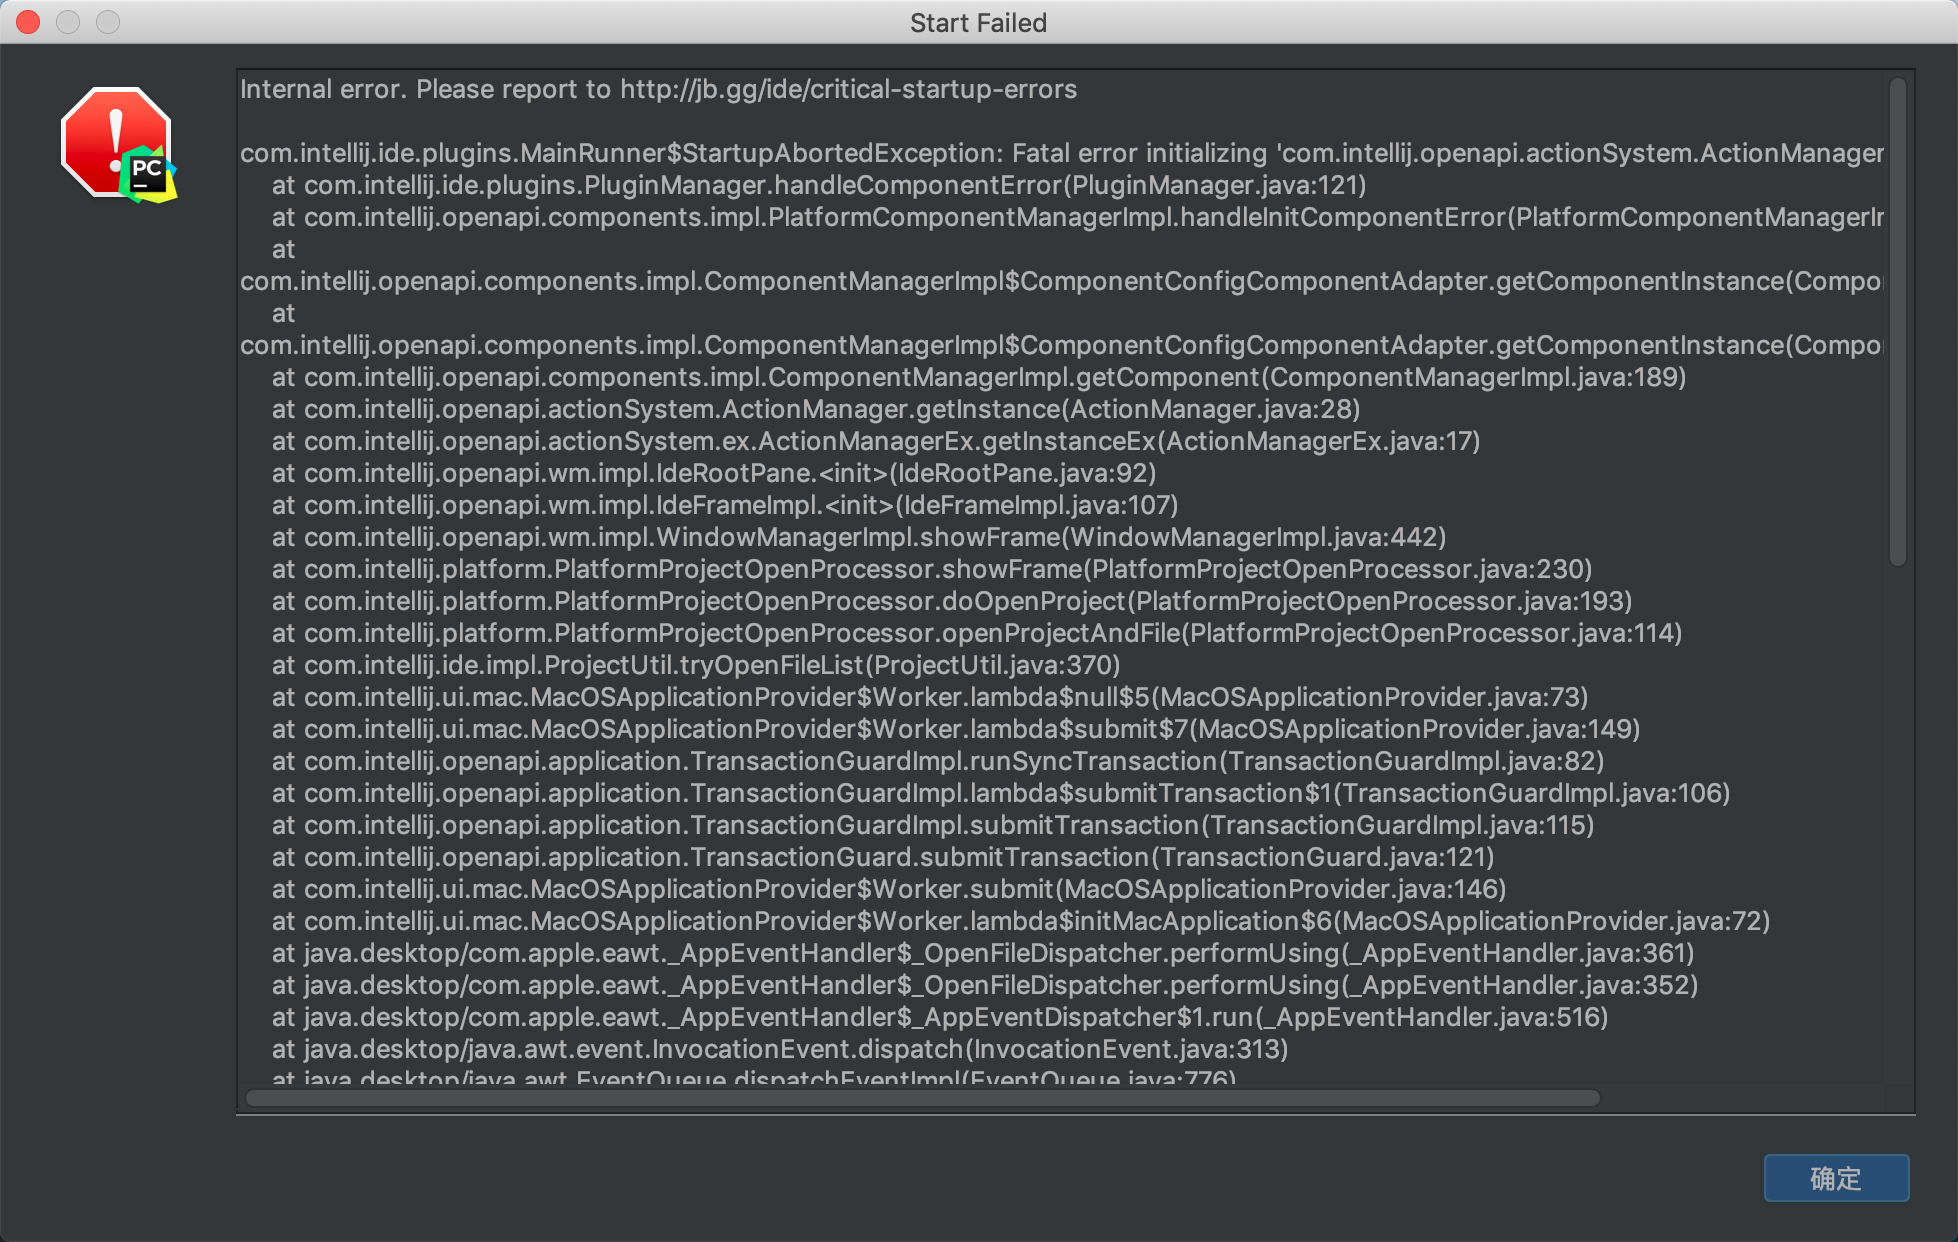 Start Failed
PC
Internal error. Please report to http://jb.gg/ide/critical-startup-errors
com.intellij.ide.plugins.MainRunner$StartupAbortedException: Fatal error initializing 'com.intellij.openapi.actionSystem.ActionManager
at com.intellij.ide.plugins.PluginManager.handleComponentError(PluginManager.java:121)
at com.intellij.openapi.components.impl.PlatformComponentManagerImpl.handleInitComponentError(PlatformComponentManagerIm
at
com.intellij.openapi.components.impl.ComponentManagerImpl$ComponentConfigComponentAdapter.getComponentInstance(Compo
at
com.intellij.openapi.components.impl.ComponentManagerImpl$ComponentConfigComponentAdapter.getComponentInstance(Compo
at com.intellij.openapi.components.impl.ComponentManagerImpl.getComponent(ComponentManagerImpl.java:189)
at com.intellij.openapi.actionSystem.ActionManager.getInstance(ActionManager.java:28)
at com.intellij.openapi.actionSystem.ex.ActionManagerEx.getInstanceEx(ActionManagerEx.java:17)
at com.intellij.openapi.wm.impl.IdeRootPane.<init>(IdeRootPane.java:92)
at com.intellij.openapi.wm.impl.IdeFrameImpl.<init>(IdeFrameImpl.java:107)
at com.intellij.openapi.wm.impl.WindowManagerImpl.showFrame(WindowManagerImpl.java:442)
at com.intellij.platform.PlatformProjectOpenProcessor.showFrame(PlatformProjectOpenProcessor.java:230)
at com.intellij.platform.PlatformProjectOpenProcessor.doOpenProject(PlatformProjectOpenProcessor.java:193)
at com.intellij.platform.PlatformProjectOpenProcessor.openProjectAndFile(PlatformProjectOpenProcessor.java:114)
at com.intellij.ide.impl.ProjectUtil.tryOpenFileList(ProjectUtil.java:370)
at com.intellij.ui.mac.MacOSApplicationProvider$Worker.lambda$null$5(MacOSApplicationProvider.java:73)
at com.intellij.ui.mac.MacOSApplicationProvider$Worker.lambda$submit$7(MacOSApplicationProvider.java:149)
at com.intellij.openapi.application.TransactionGuardImpl.runSyncTransaction(TransactionGuardImpl.java:82)
at com.intellij.openapi.application.TransactionGuardImpl.lambda$submitTransaction$1(TransactionGuardImpl.java:106)
at com.intellij.openapi.application.TransactionGuardImpl.submitTransaction(TransactionGuardImpl.java:115)
at com.intellij.openapi.application.TransactionGuard.submitTransaction(TransactionGuard.java:121)
at com.intellij.ui.mac.MacOSApplicationProvider$Worker.submit(MacOSApplicationProvider.java:146)
at com.intellij.ui.mac.MacOSApplicationProvider$Worker.lambda$initMacApplication$6(MacOSApplicationProvider.java:72)
at java.desktop/com.apple.eawt._AppEventHandler$_OpenFileDispatcher.performUsing(_AppEventHandler.java:361)
at java.desktop/com.apple.eawt._AppEventHandler$_OpenFileDispatcher.performUsing(_AppEventHandler.java:352)
at java.desktop/com.apple.eawt._AppEventHandler$_AppEventDispatcher$1.run(_AppEventHandler.java:516)
at java.desktop/java.awt.event.InvocationEvent.dispatch(InvocationEvent.java:313)
at java.desktop/java.awt.EventQueue.dispatchEventImpl(EventQueue.java:776)
确定